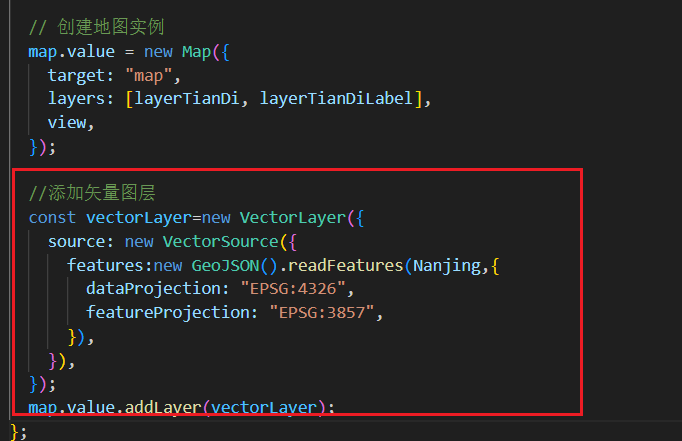 // 创建地图实例
map.value = new Map({
target: "map",
layers: [layerTianDi, layerTianDiLabel],
view,
});
//添加矢量图层
const vectorLayer=new VectorLayer({
source: new VectorSource({
features:new GeoJSON().readFeatures(Nanjing,{
dataProjection: "EPSG:4326",
featureProjection: "EPSG:3857",
}),
}),
});
map.value.addLayer(vectorLayer);
};